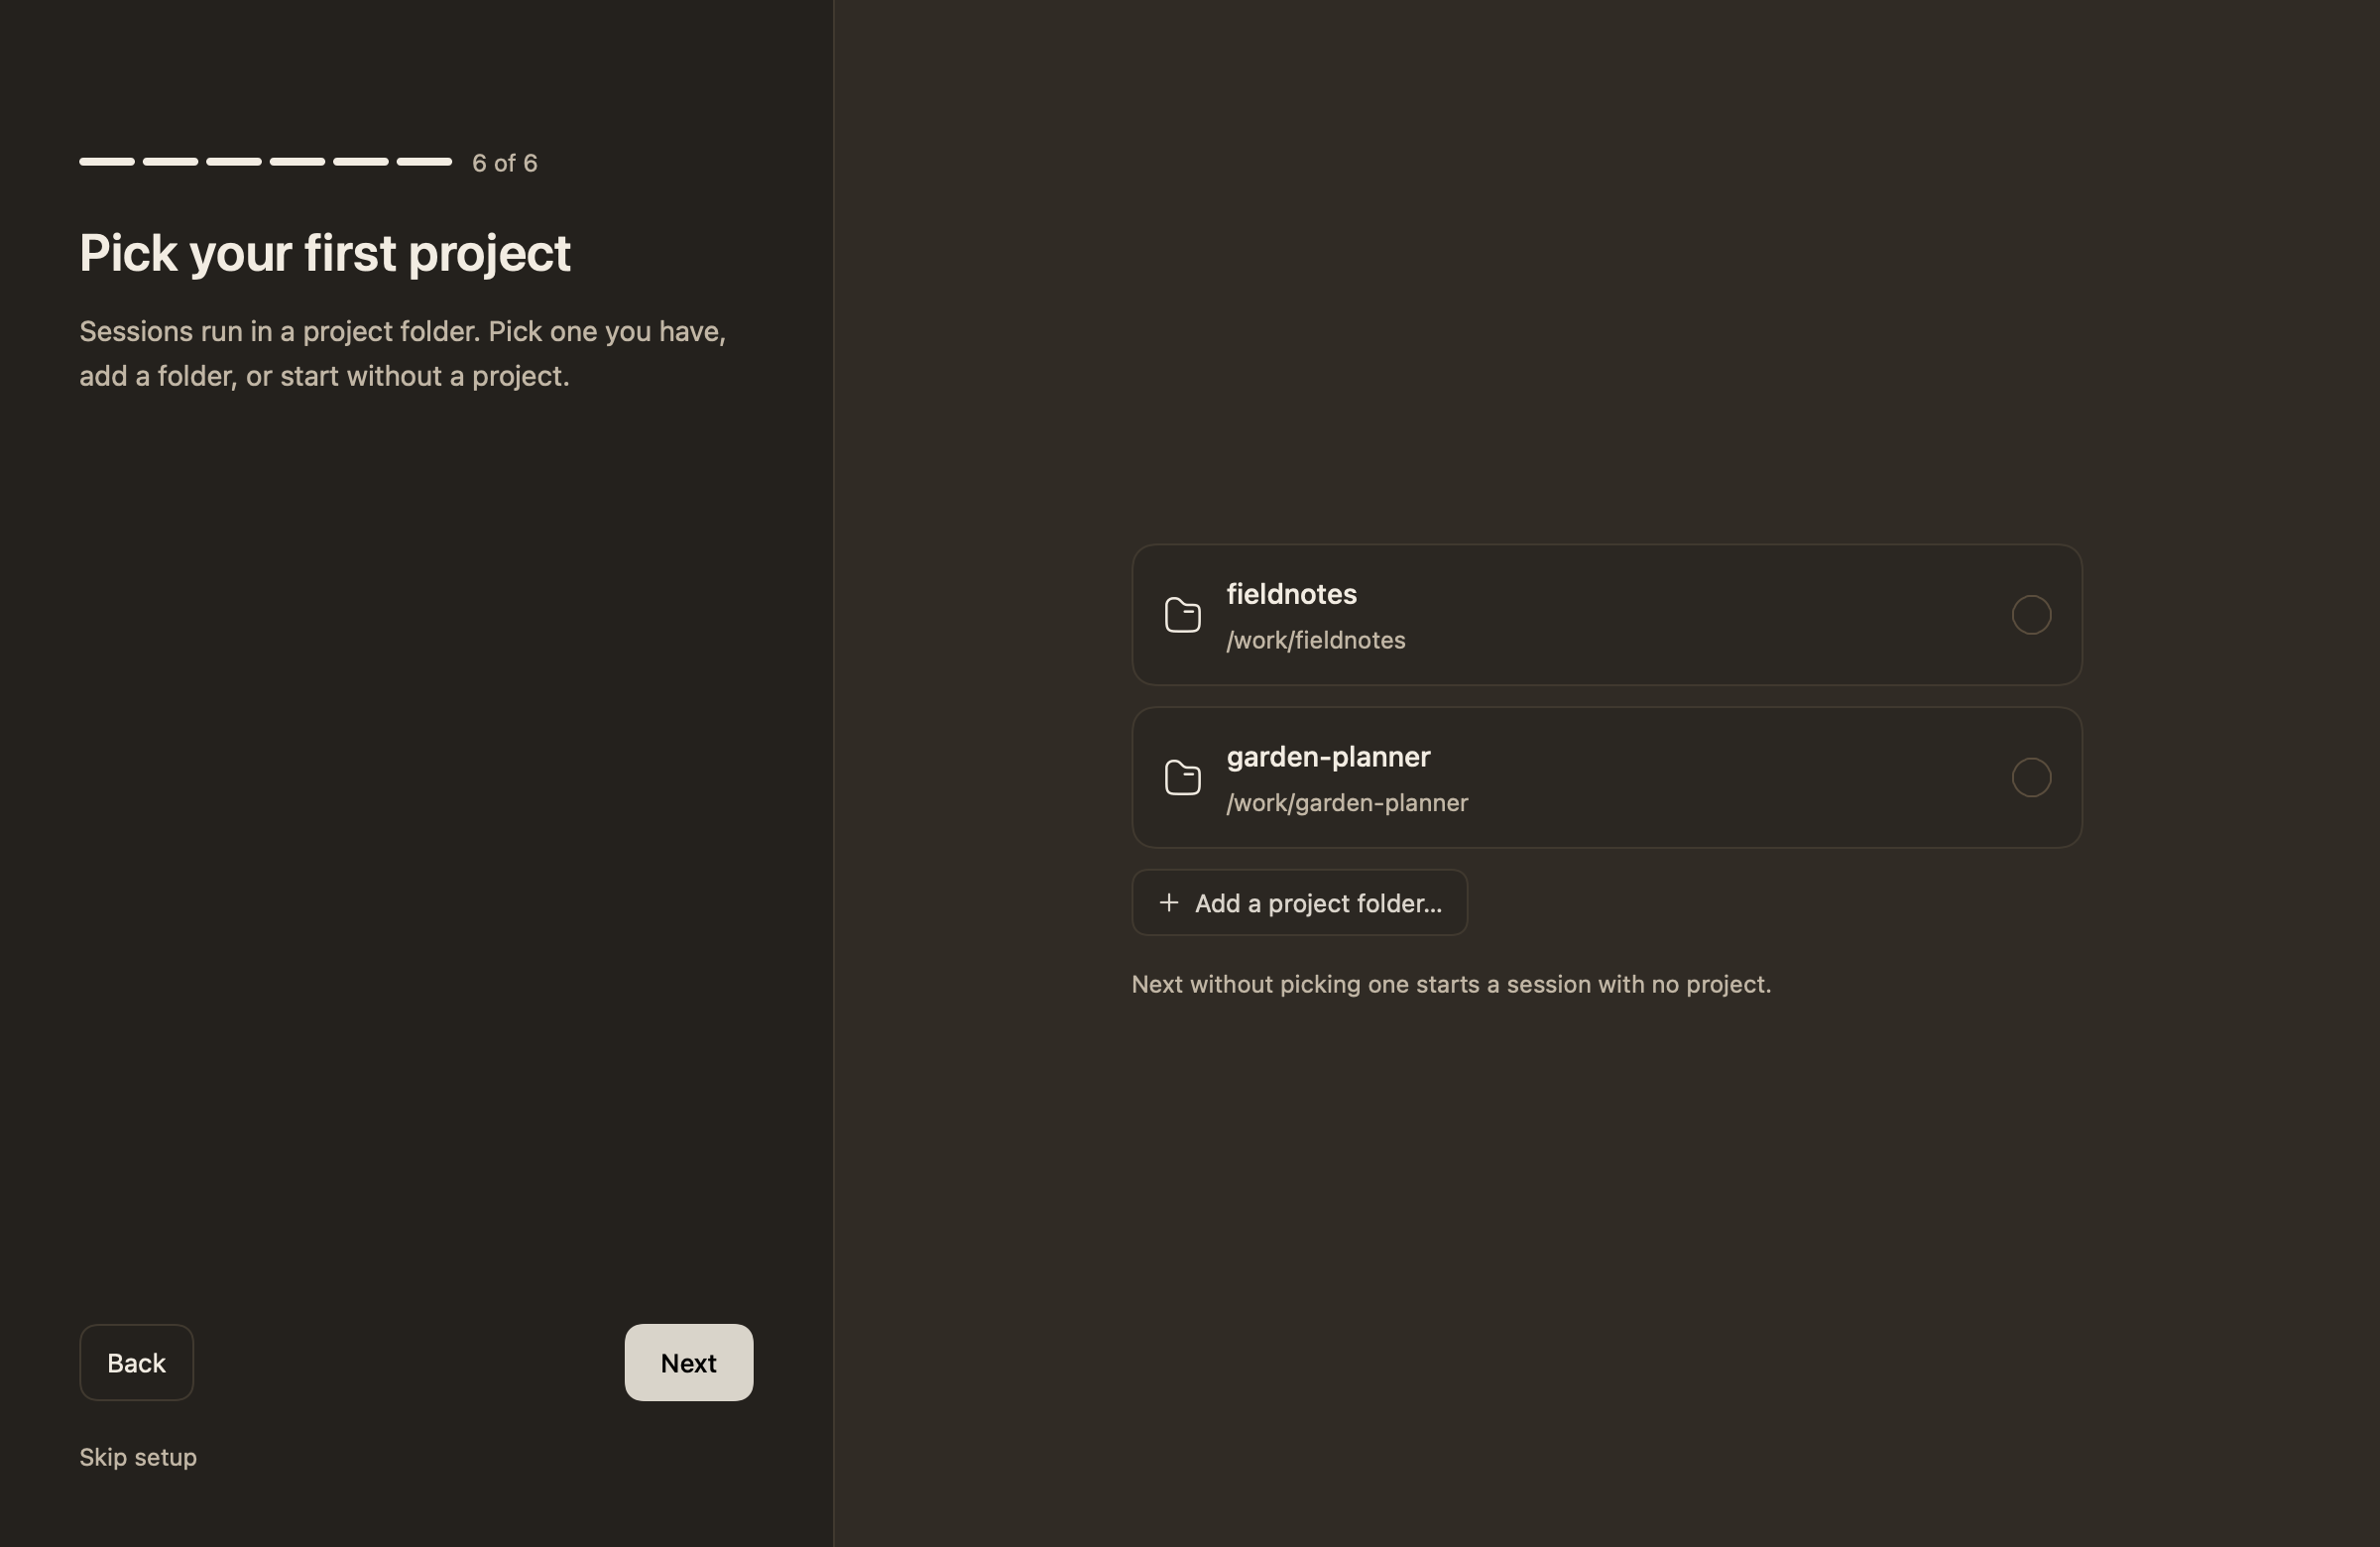 6 of 6
Pick your first project
Sessions run in a project folder. Pick one you have,
add a folder, or start without a project.
fieldnotes
/work/fieldnotes
garden-planner
/work/garden-planner
Add a project folder...
Next without picking one starts a session with no project.
Back
Next
Skip setup